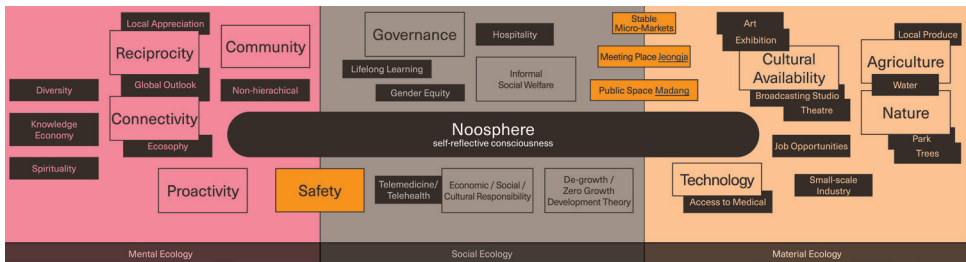 Local Appreciation
Reciprocity
Global Outlook
Community
Non-hierachical
Diversity
Knowledge
Economy
Spirituality
Connectivity
Ecosophy
Proactivity
Safety
Governance
Hospitality
Lifelong Learning
Gender Equity
Informal
Social Welfare
Stable
Micro-Markets
Meeting Place Jeongja
Public Space Madang
Noosphere
self-reflective consciousness
Telemedicine/
Telehealth
Economic / Social /
Cultural Responsibility
De-growth /
Zero Growth
Development Theory
Art
Exhibition
Cultural
Availability
Broadcasting Studio
Theatre
Local Produce
Agriculture
Water
Nature
Park
Trees
Job Opportunities
Technology
Access to Medical
Small-scale
Industry
Mental Ecology
Social Ecology
Material Ecology